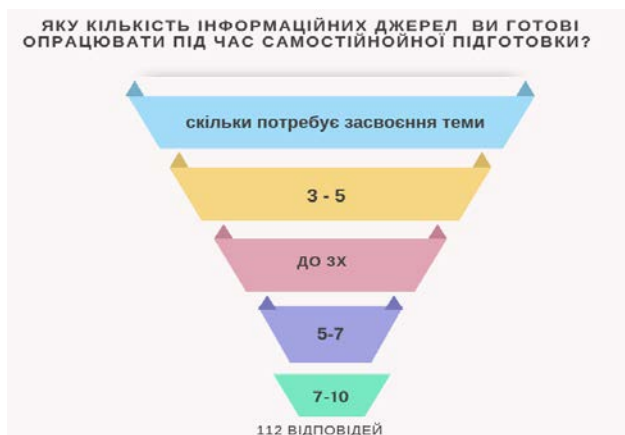 ЯКУ КІЛЬКІСТЬ ІНФОРМАЦІЙНИХ ДЖЕРЕЛ ВИ ГОТОВІ
ОПРАЦЮВАТИ ПІД ЧАС САМОСТІЙНОЙНОЇ ПІДГОТОВКИ?
скільки потребує засвоєння теми
3 - 5
ДО 3Х
5-7
7-10
112 ВІДПОВІДЕЙ